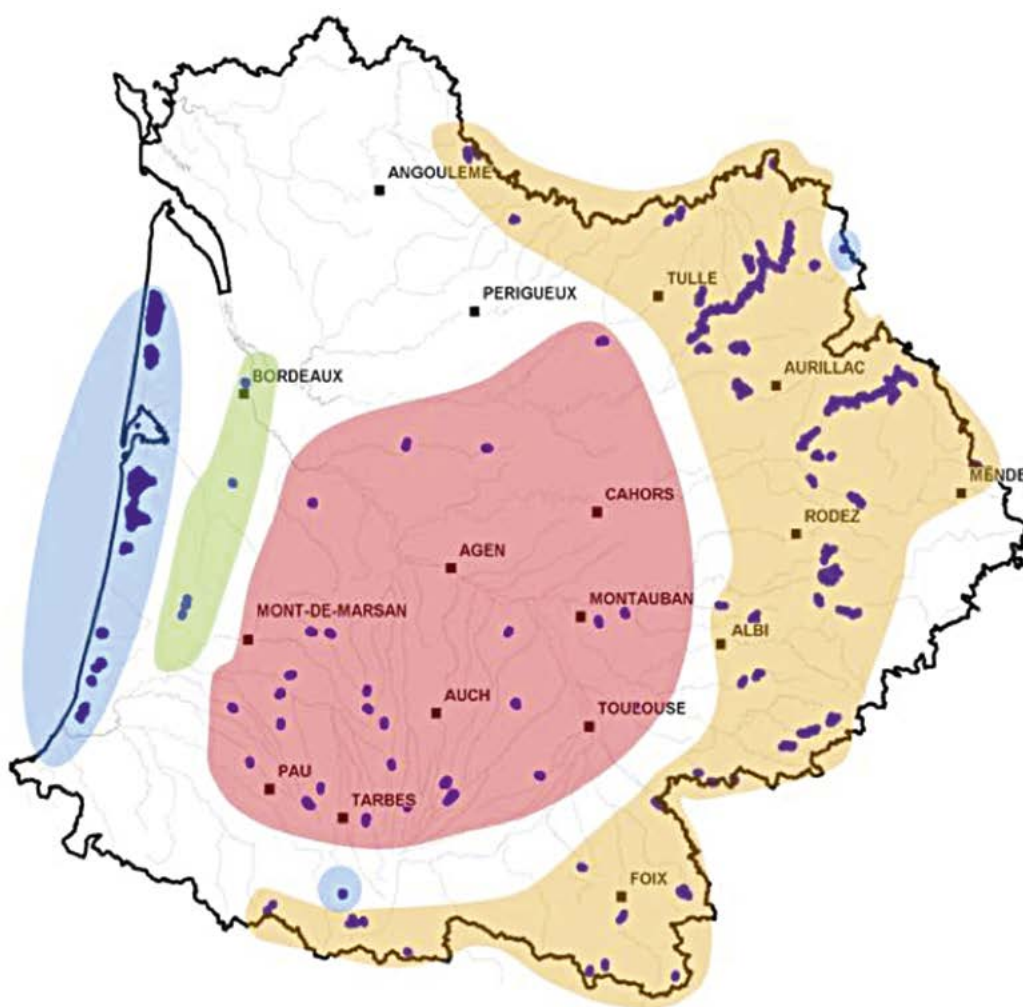 ANGOULEME
PERIGUEUX
TULLE
BORDEAUX
AURILLAC
MENDE
CAHORS
RODEZ
AGEN
MONT-DE-MARSAN
MONTAUBAN
ALBI
AUCH
TOULOUSE
PAU
TARBES
FOIX